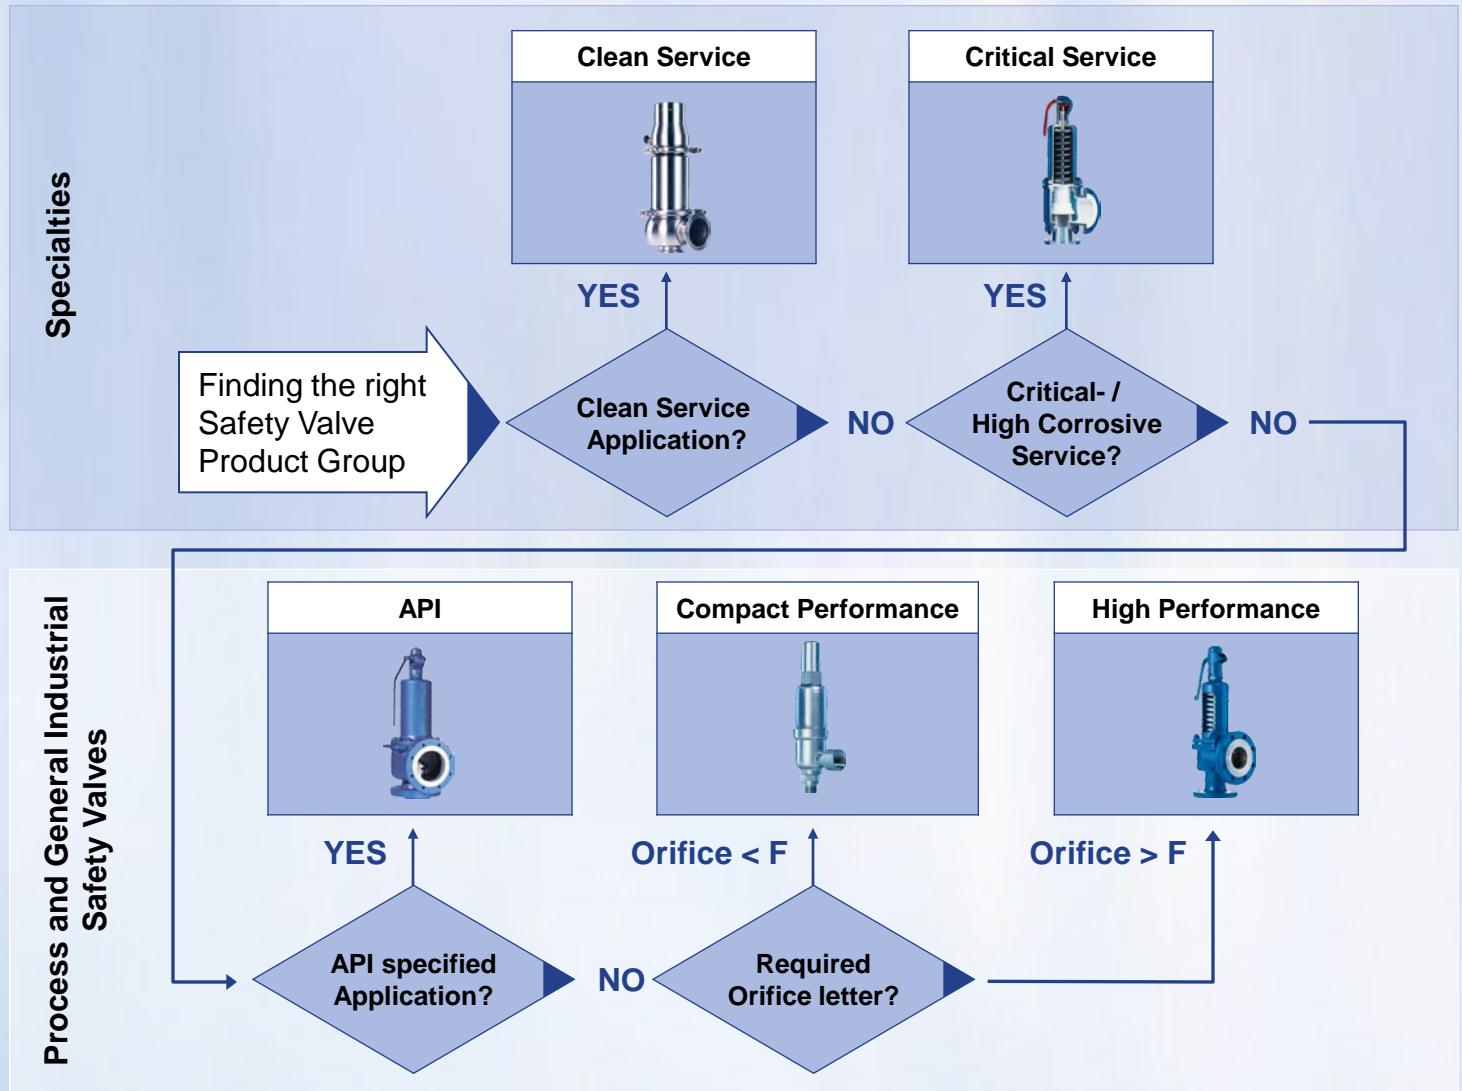 Specialties
Clean Service
Critical Service
YES
YES
Finding the right
Safety Valve
Product Group
Clean Service
Application?
NO
Critical- /
High Corrosive
Service?
NO
Process and General Industrial
Safety Valves
API
Compact Performance
High Performance
YES
Orifice < F
Orifice > F
API specified
Application?
NO
Required
Orifice letter?